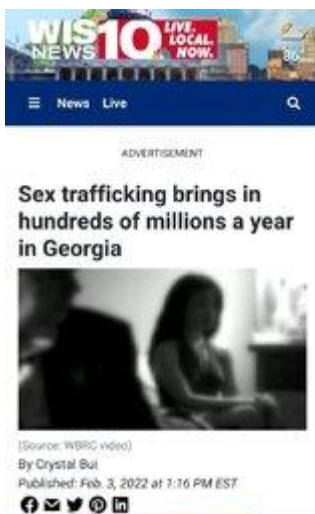 WIS
NEWS 10
LIVE.
LOCAL.
NOW.
86
News Live
ADVERTISEMENT
Sex trafficking brings in
hundreds of millions a year
in Georgia
(Source: WBRC video)
By Crystal Bui
Published: Feb. 3, 2022 at 1:16 PM EST